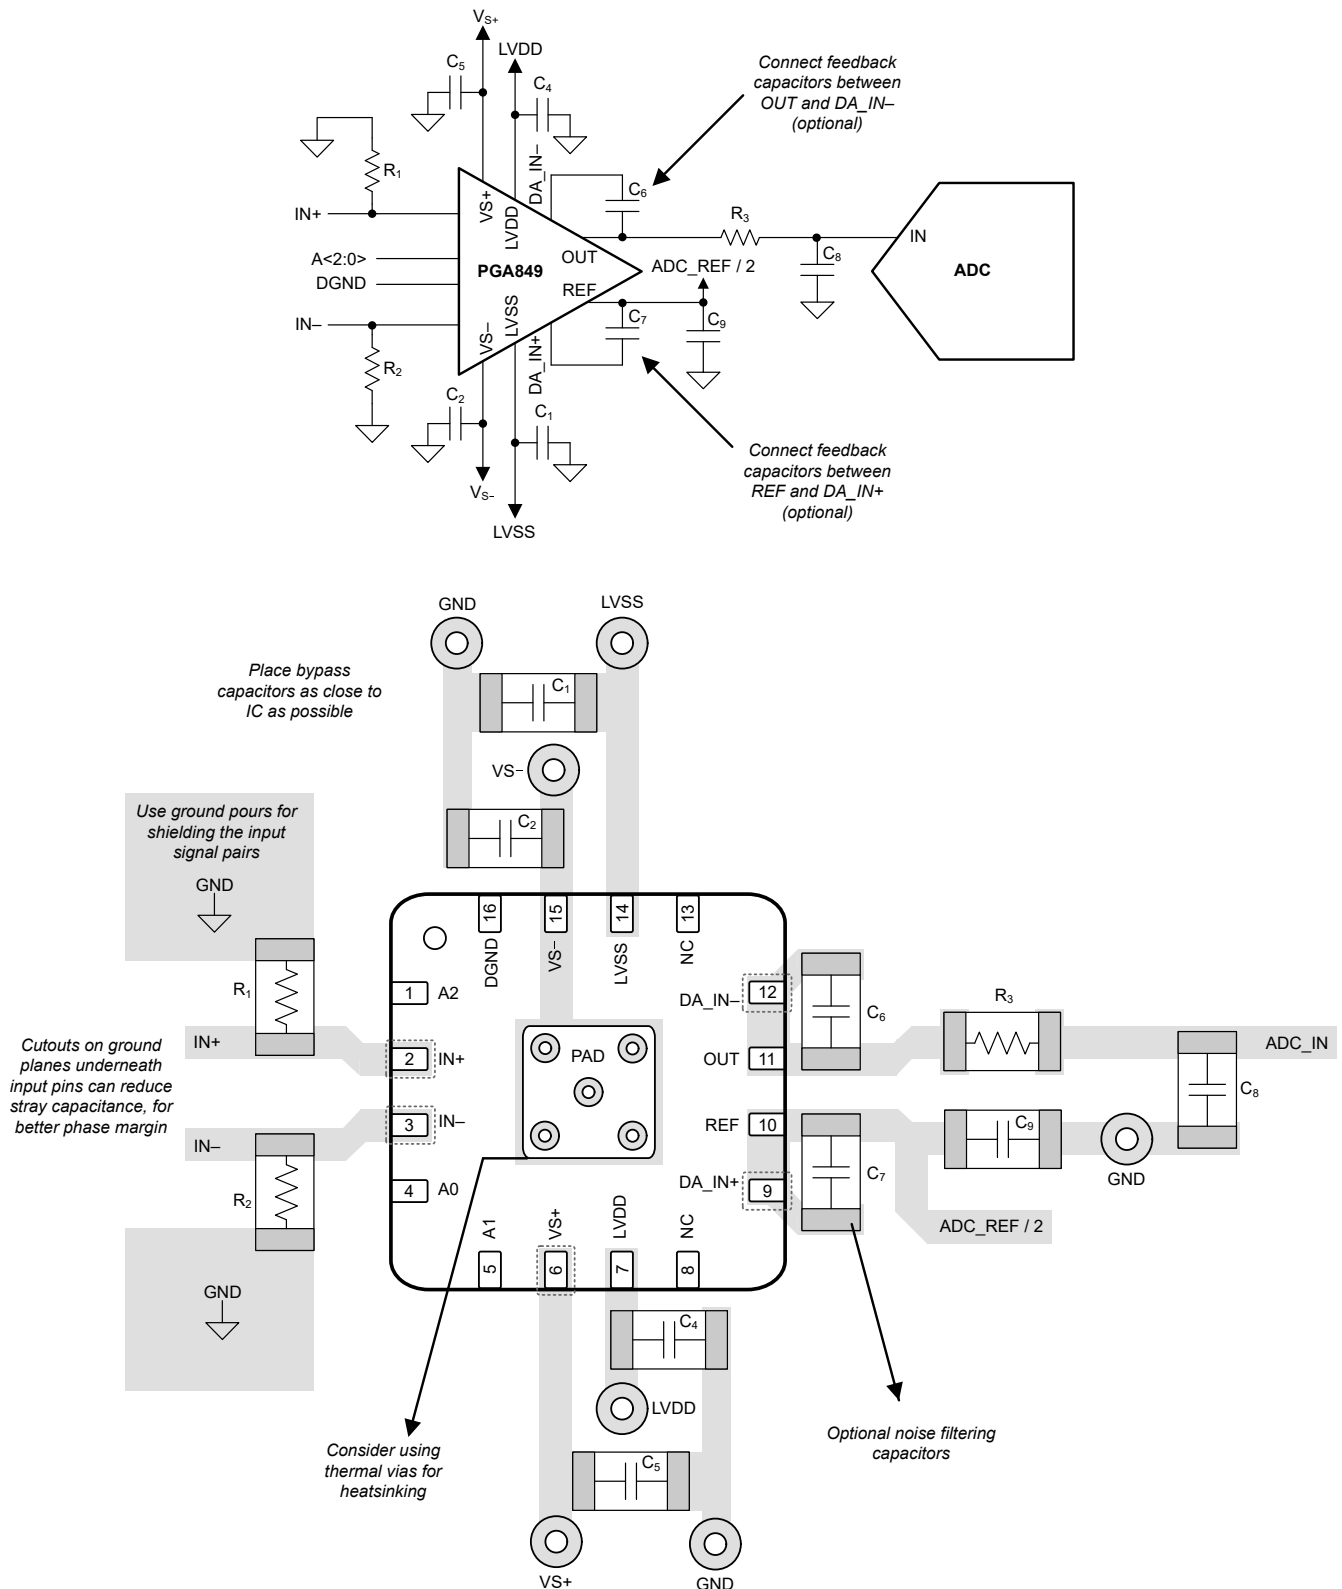 VS+
LVDD
C5
C4
Connect feedback
capacitors between
OUT and DA_IN–
(optional)
R1
DA_IN–
C6
IN+
VS+
LVDD
R3
IN
A<2:0>
OUT
C8
PGA849
ADC_REF / 2
ADC
DGND
REF
IN–
LVSS
C7
C9
VS–
DA_IN+
R2
C2
C1
Connect feedback
capacitors between
REF and DA_IN+
(optional)
VS–
LVSS
GND
LVSS
Place bypass
capacitors as close to
IC as possible
C1
VS–
C2
Use ground pours for
shielding the input
signal pairs
GND
16
15
14
13
DGND
VS–
LVSS
NC
R1
1
A2
DA_IN–
12
C6
R3
IN+
2
IN+
PAD
OUT
11
ADC_IN
Cutouts on ground
planes underneath
input pins can reduce
stray capacitance, for
better phase margin
C8
3
IN–
REF
10
C9
IN–
R2
4
A0
DA_IN+
9
C7
GND
A1
VS+
LVDD
NC
ADC_REF / 2
5
6
7
8
GND
C4
LVDD
Consider using
thermal vias for
heatsinking
Optional noise filtering
capacitors
C5
VS+
GND